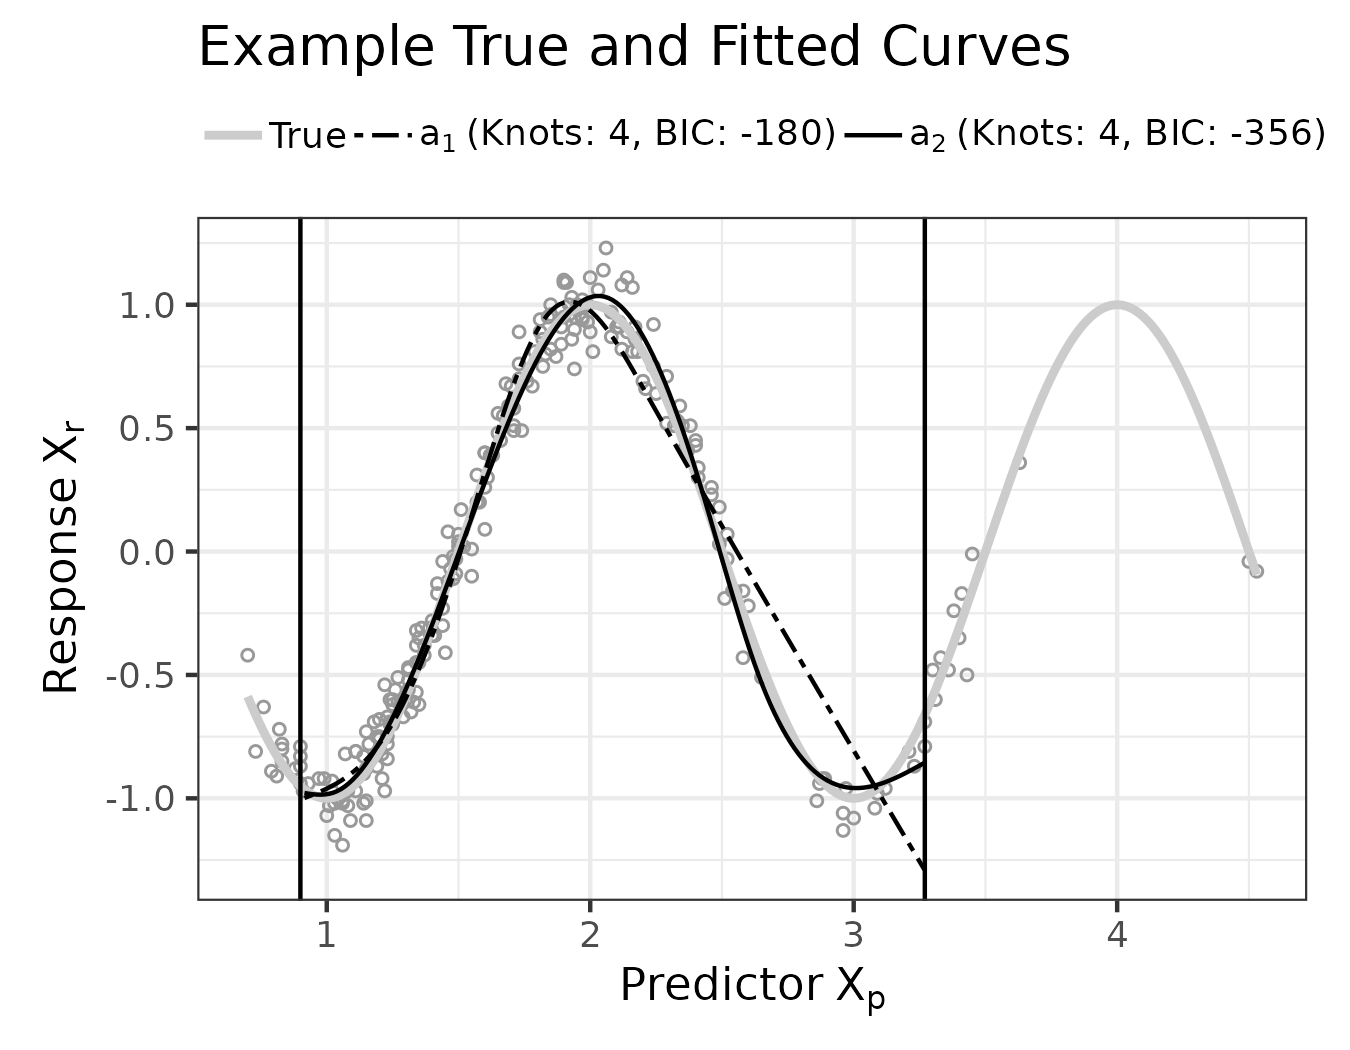 Example True and Fitted Curves
True a₁ (Knots: 4, BIC: -180) a₂ (Knots: 4, BIC: -356)
1.0
0.5
0.0
-0.5
-1.0
Response Xᵣ
1 2 3 4
Predictor Xₚ